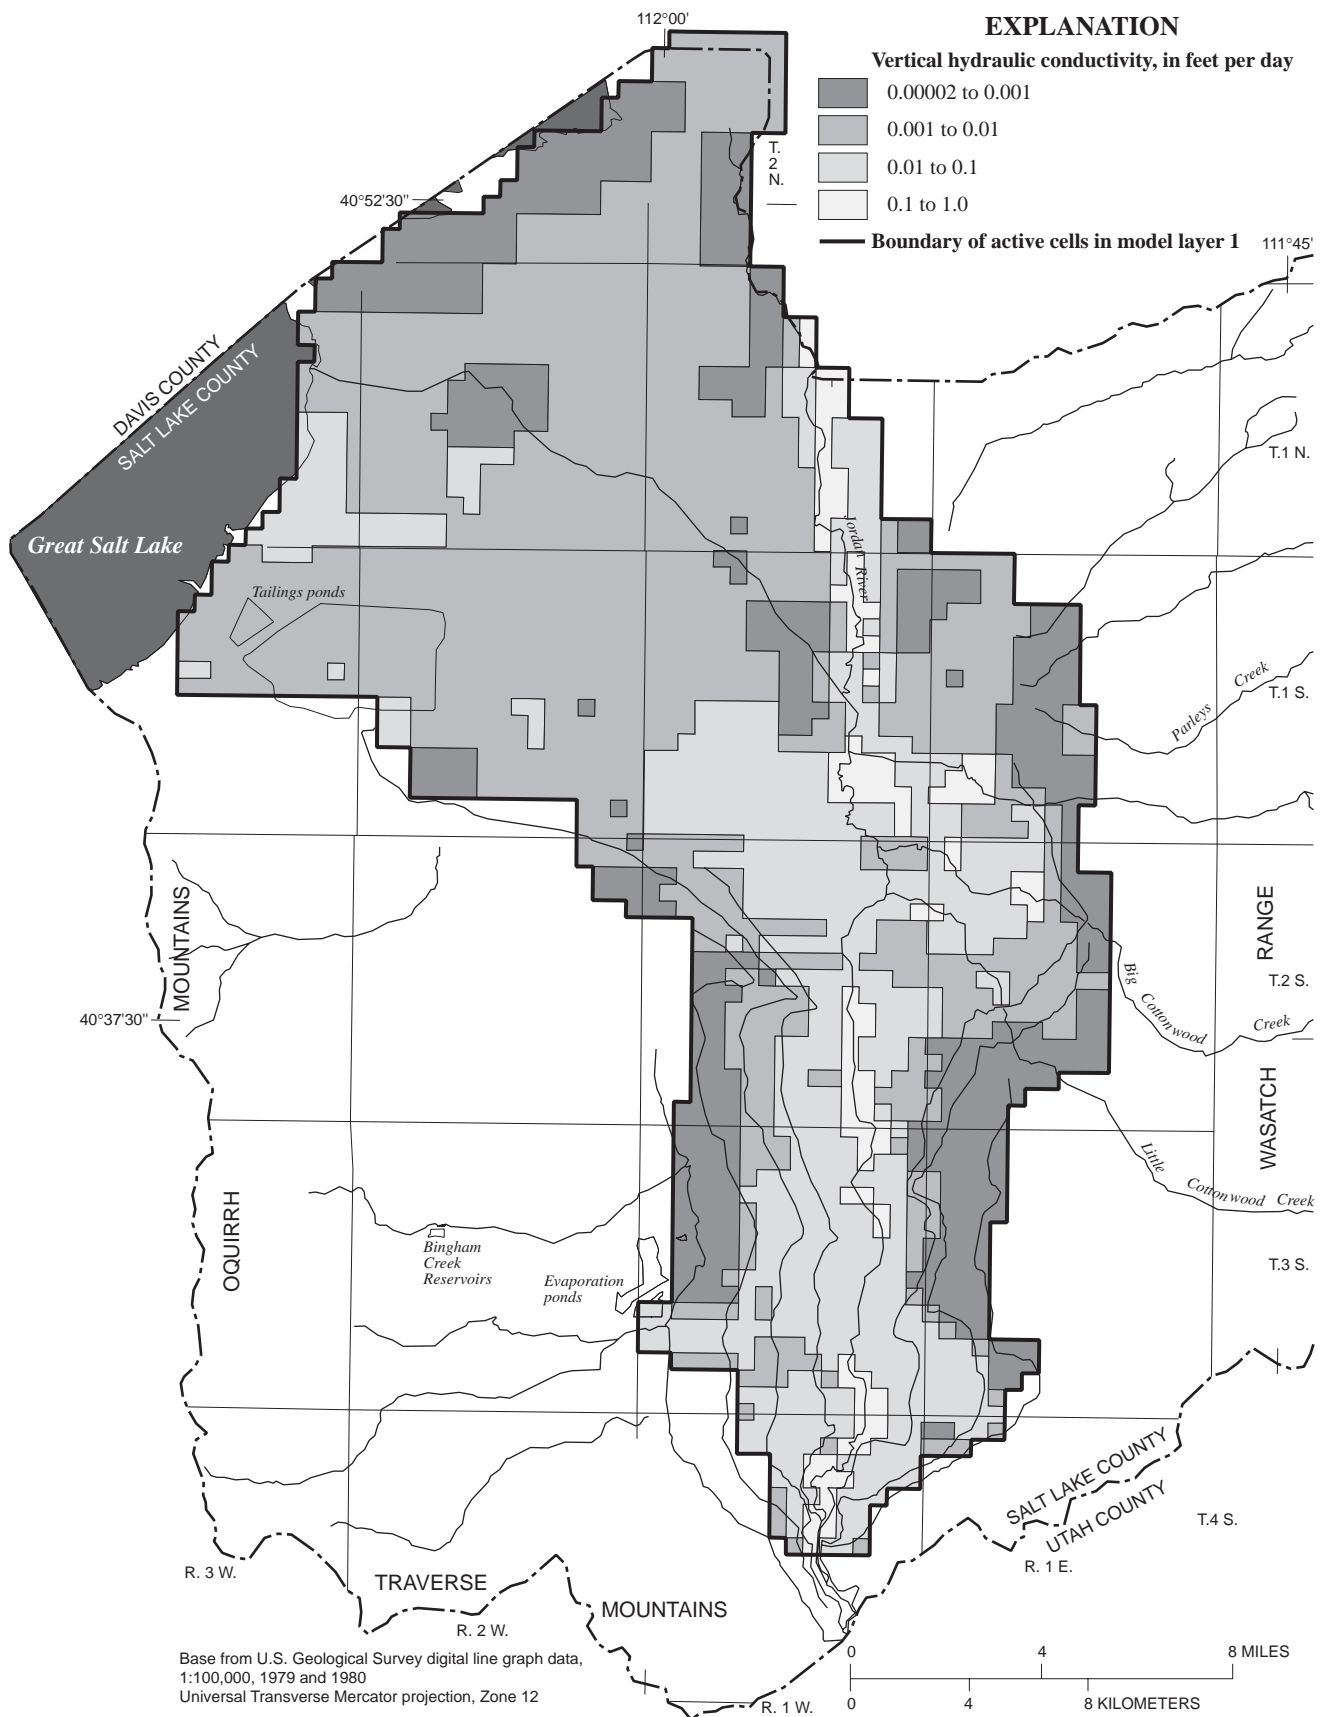 112°00'
EXPLANATION
Vertical hydraulic conductivity, in feet per day
0.00002 to 0.001
0.001 to 0.01
0.01 to 0.1
0.1 to 1.0
Boundary of active cells in model layer 1
T.
2
N.
40°52'30"
111°45'
DAVIS COUNTY
SALT LAKE COUNTY
T.1 N.
Great Salt Lake
Jordan River
Tailings ponds
Parleys Creek
T.1 S.
MOUNTAINS
RANGE
T.2 S.
Big Cottonwood Creek
40°37'30"
WASATCH
Little Cottonwood Creek
OQUIRRH
Bingham
Creek
Reservoirs
Evaporation
ponds
T.3 S.
SALT LAKE COUNTY
UTAH COUNTY
T.4 S.
R. 3 W.
TRAVERSE
R. 1 E.
MOUNTAINS
R. 2 W.
Base from U.S. Geological Survey digital line graph data,
1:100,000, 1979 and 1980
Universal Transverse Mercator projection, Zone 12
R. 1 W.
0 4 8 MILES
0 4 8 KILOMETERS